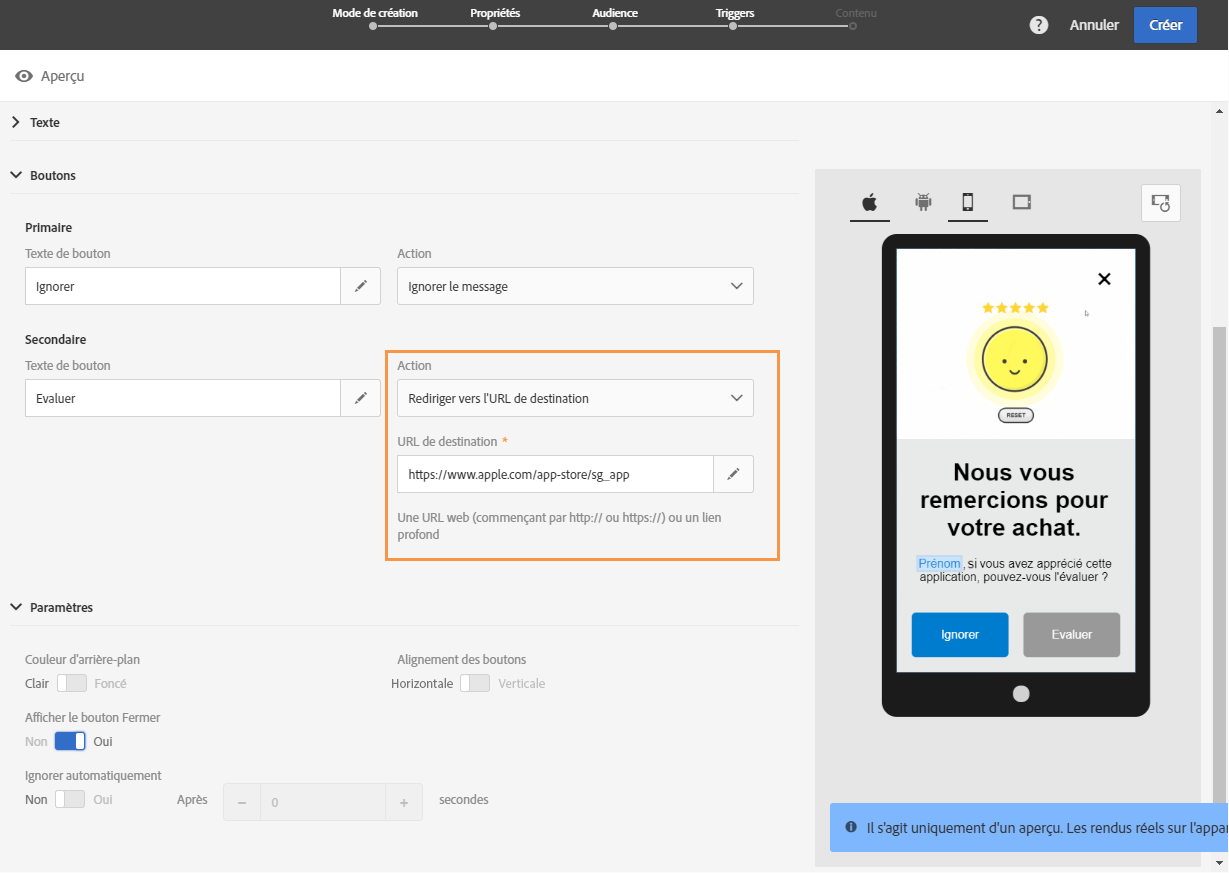 Mode de création
Propriétés
Audience
Triggers
Contenu
?
Annuler
Créer
Aperçu
Texte
Boutons
Primaire
Texte de bouton
Action
Ignorer
Ignorer le message
Secondaire
Texte de bouton
Action
Evaluer
Rediriger vers l'URL de destination
URL de destination *
https://www.apple.com/app-store/sg_app
Une URL web (commençant par http:// ou https://) ou un lien
profond
Paramètres
Couleur d'arrière-plan
Alignement des boutons
Clair
Foncé
Horizontale
Verticale
Afficher le bouton Fermer
Non
Oui
Ignorer automatiquement
Non
Oui
Après
− 0 +
secondes
RESET
Nous vous
remercions pour
votre achat.
Prénom, si vous avez apprécié cette
application, pouvez-vous l'évaluer ?
Ignorer
Evaluer
Il s'agit uniquement d'un aperçu. Les rendus réels sur l'appar